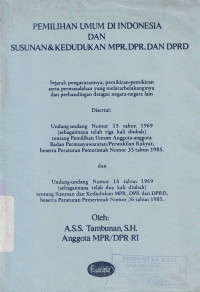 PEMILIHAN UMUM DI INDONESIA
DAN
SUSUNAN&KEDUDUKAN MPR, DPR. DAN DPRD
Sejarah pengaturannya, pemikiran-pemikiran
serta permasalahan yang melatarbelakanginya
dan perbandingan dengan negara-negara lain
Disertai:
Undang-undang Nomor 15 tahun 1969
(sebagaimana telah tiga kali diubah)
tentang Pemilihan Umum Anggota-anggota
Badan Permusyawaratan/Perwakilan Rakyat,
beserta Peraturan Pemerintah Nomor 35 tahun 1985.
dan
Undang-undang Nomor 16 tahun 1969
(sebagaimana telah dua kali diubah)
tentang Susunan dan Kedudukan MPR, DPR dan DPRD,
beserta Peraturan Pemerintah Nomor 36 tahun 1985.
Oleh:
A.S.S. Tambunan, S.H.
Anggota MPR/DPR-RI